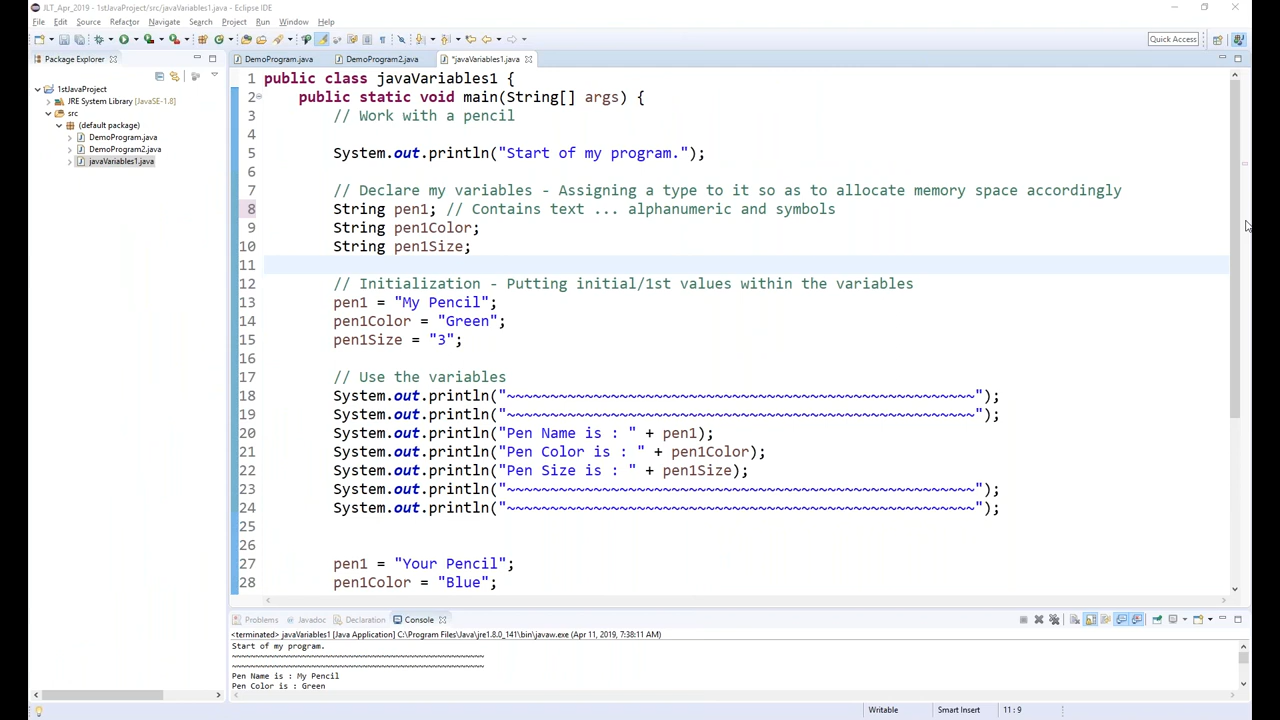 JLT_Apr_2019 - 1stJavaProject/src/javaVariables1.java - Eclipse IDE
File Edit Source Refactor Navigate Search Project Run Window Help
Quick Access
Package Explorer
DemoProgram.java DemoProgram2.java *javaVariables1.java
1stJavaProject
JRE System Library [JavaSE-1.8]
src
(default package)
DemoProgram.java
DemoProgram2.java
javaVariables1.java
1 public class javaVariables1 {
2 public static void main(String[] args) {
3 // Work with a pencil
4
5 System.out.println("Start of my program.");
6
7 // Declare my variables - Assigning a type to it so as to allocate memory space accordingly
8 String pen1; // Contains text ... alphanumeric and symbols
9 String pen1Color;
10 String pen1Size;
11
12 // Initialization - Putting initial/1st values within the variables
13 pen1 = "My Pencil";
14 pen1Color = "Green";
15 pen1Size = "3";
16
17 // Use the variables
18 System.out.println("~~~~~~~~~~~~~~~~~~~~~~~~~~~~~~~~~~~~~~~~~~~~~~~~~~~~~~");
19 System.out.println("~~~~~~~~~~~~~~~~~~~~~~~~~~~~~~~~~~~~~~~~~~~~~~~~~~~~~~");
20 System.out.println("Pen Name is : " + pen1);
21 System.out.println("Pen Color is : " + pen1Color);
22 System.out.println("Pen Size is : " + pen1Size);
23 System.out.println("~~~~~~~~~~~~~~~~~~~~~~~~~~~~~~~~~~~~~~~~~~~~~~~~~~~~~~");
24 System.out.println("~~~~~~~~~~~~~~~~~~~~~~~~~~~~~~~~~~~~~~~~~~~~~~~~~~~~~~");
25
26
27 pen1 = "Your Pencil";
28 pen1Color = "Blue";
Problems Javadoc Declaration Console
<terminated> javaVariables1 [Java Application] C:\Program Files\Java\jre1.8.0_141\bin\javaw.exe (Apr 11, 2019, 7:38:11 AM)
Start of my program.
~~~~~~~~~~~~~~~~~~~~~~~~~~~~~~~~~~~~~~~~~~~~~~~~~~~~~~
~~~~~~~~~~~~~~~~~~~~~~~~~~~~~~~~~~~~~~~~~~~~~~~~~~~~~~
Pen Name is : My Pencil
Pen Color is : Green
Writable Smart Insert 11 : 9